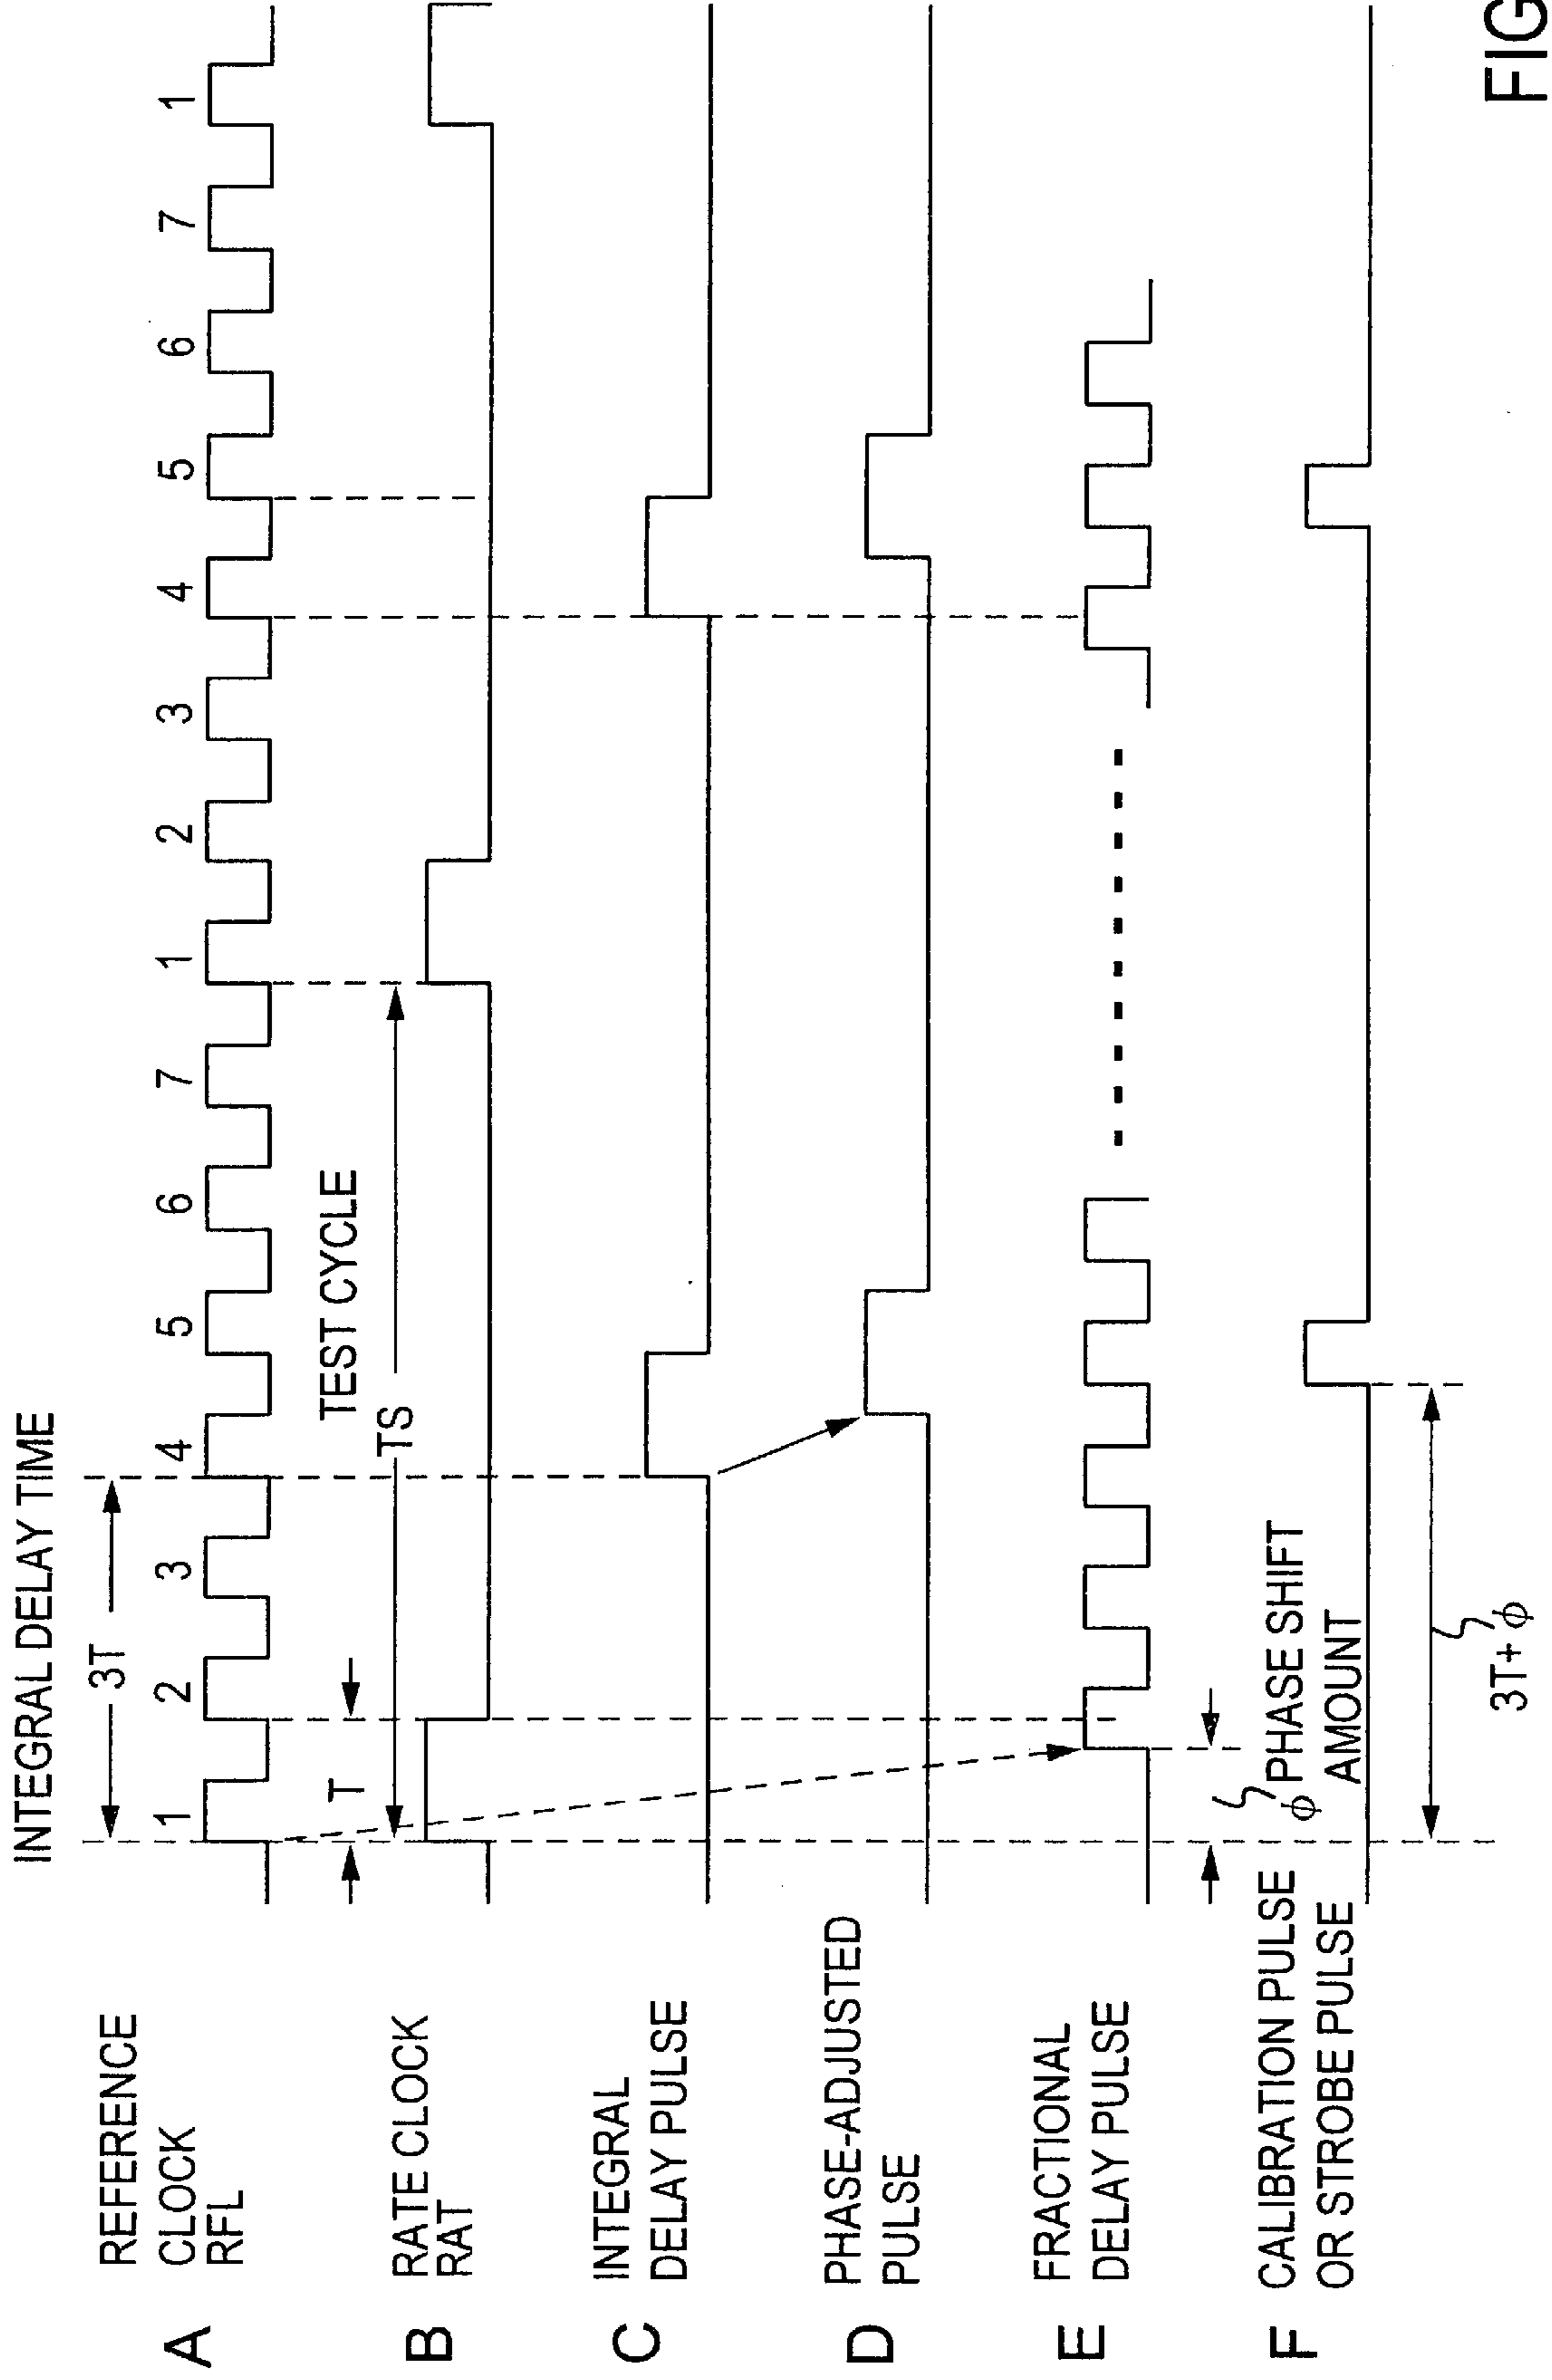 INTEGRAL DELAY TIME
3T
A
REFERENCE
CLOCK
RFL
1 2 3 4 5 6 7 1 2 3 4 5 6 7 1
T
TEST CYCLE
TS
B
RATE CLOCK
RAT
C
INTEGRAL
DELAY PULSE
D
PHASE-ADJUSTED
PULSE
E
FRACTIONAL
DELAY PULSE
ϕ PHASE SHIFT
AMOUNT
F
CALIBRATION PULSE
OR STROBE PULSE
3T+ϕ
FIG